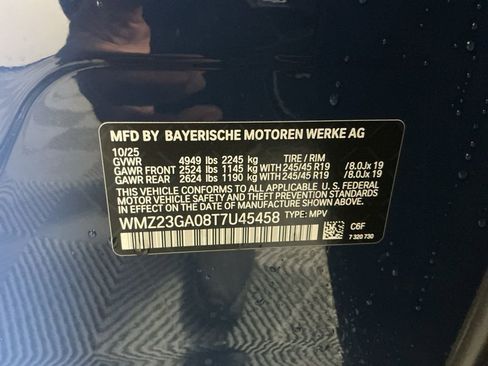 MFD BY BAYERISCHE MOTOREN WERKE AG
10/25
GVWR 4949 lbs 2245 kg TIRE / RIM
GAWR FRONT 2524 lbs 1145 kg WITH 245/45 R19 / 8.0Jx 19
GAWR REAR 2624 lbs 1190 kg WITH 245/45 R19 / 8.0Jx 19
THIS VEHICLE CONFORMS TO ALL APPLICABLE U.S. FEDERAL
MOTOR VEHICLE SAFETY, BUMPER, AND THEFT PREVENTION STANDARDS
IN EFFECT ON THE DATE OF MANUFACTURE SHOWN ABOVE.
WMZ23GA08T7U45458 TYPE: MPV C6F
7 320 730